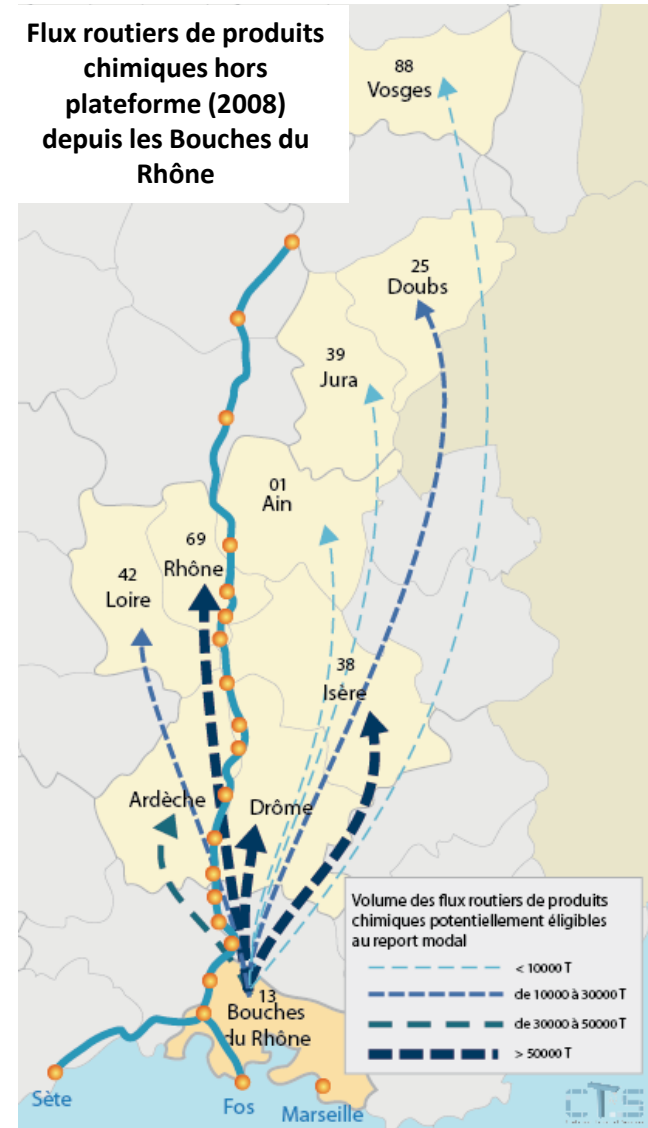 Flux routiers de produits
chimiques hors
plateforme (2008)
depuis les Bouches du
Rhône
88
Vosges
25
Doubs
39
Jura
01
Ain
69
Rhône
42
Loire
38
Isère
Ardèche
Drôme
13
Bouches
du Rhône
Sète
Fos
Marseille
Volume des flux routiers de produits
chimiques potentiellement éligibles
au report modal
< 10000 T
de 10000 à 30000 T
de 30000 à 50000 T
> 50000 T
CTS